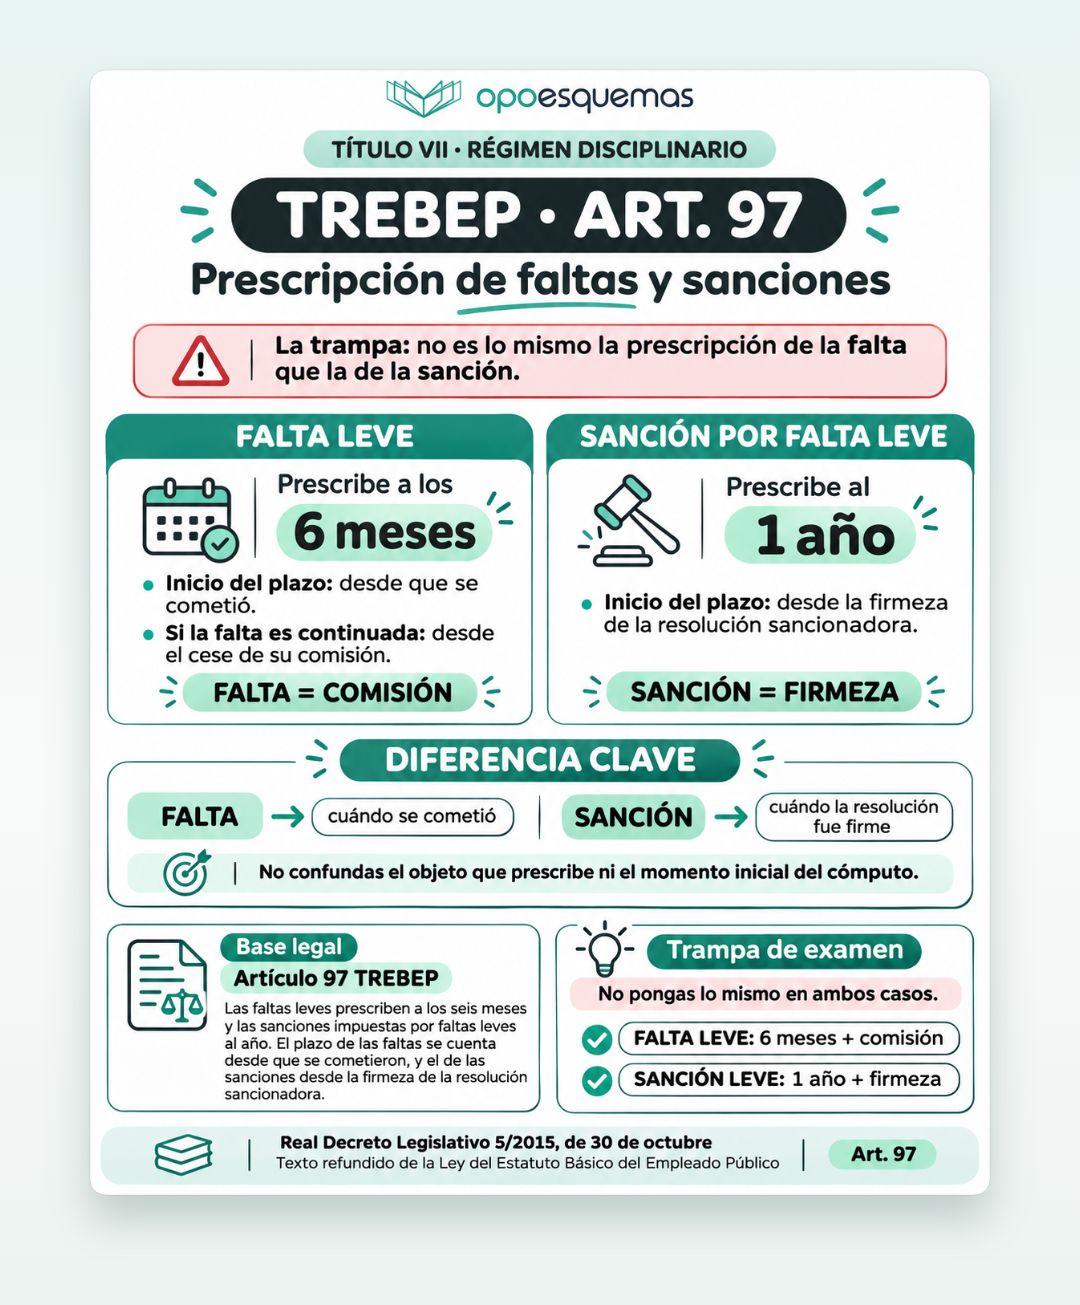 opoesquemas
TÍTULO VII · RÉGIMEN DISCIPLINARIO
TREBEP · ART. 97
Prescripción de faltas y sanciones
La trampa: no es lo mismo la prescripción de la falta
que la de la sanción.
FALTA LEVE
Prescribe a los
6 meses
Inicio del plazo: desde que se
cometió.
Si la falta es continuada: desde
el cese de su comisión.
FALTA = COMISIÓN
SANCIÓN POR FALTA LEVE
Prescribe al
1 año
Inicio del plazo: desde la firmeza
de la resolución sancionadora.
SANCIÓN = FIRMEZA
DIFERENCIA CLAVE
FALTA → cuándo se cometió
SANCIÓN → cuándo la resolución
fue firme
No confundas el objeto que prescribe ni el momento inicial del cómputo.
Base legal
Artículo 97 TREBEP
Las faltas leves prescriben a los seis meses
y las sanciones impuestas por faltas leves
al año. El plazo de las faltas se cuenta
desde que se cometieron, y el de las
sanciones desde la firmeza de la resolución
sancionadora.
Trampa de examen
No pongas lo mismo en ambos casos.
FALTA LEVE: 6 meses + comisión
SANCIÓN LEVE: 1 año + firmeza
Real Decreto Legislativo 5/2015, de 30 de octubre
Texto refundido de la Ley del Estatuto Básico del Empleado Público
Art. 97